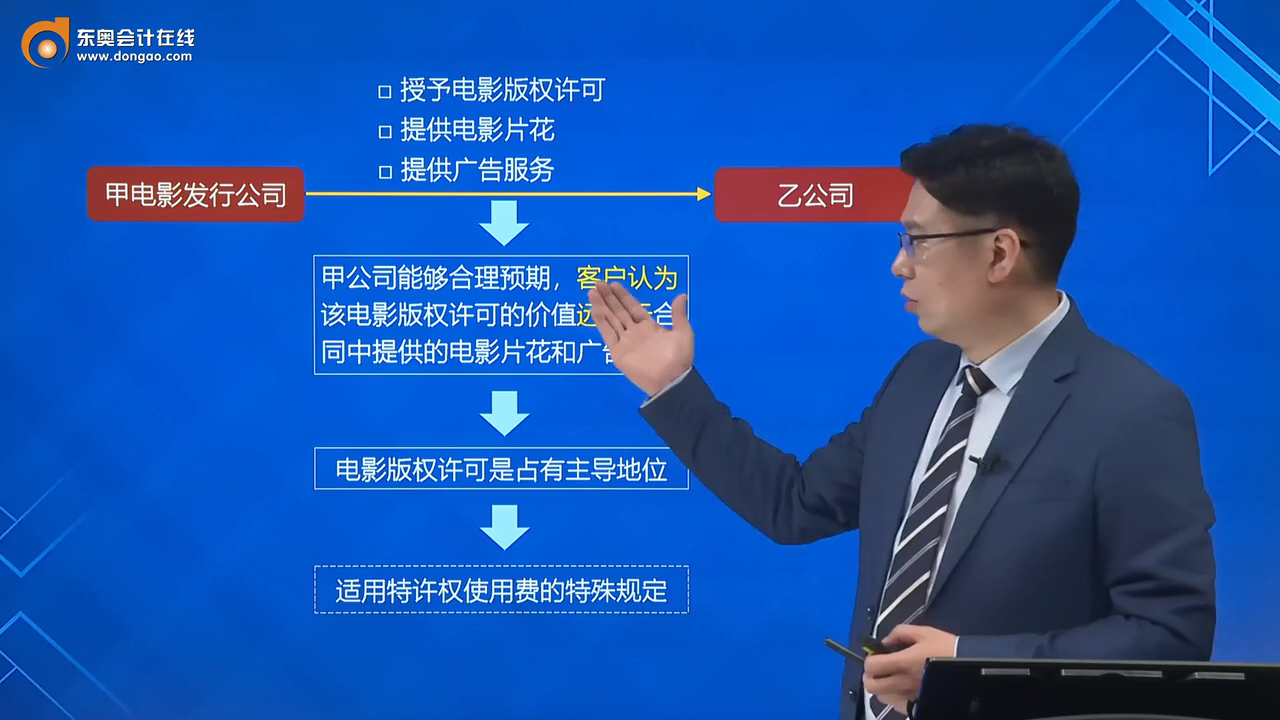 东奥会计在线
www.dongao.com
□ 授予电影版权许可
□ 提供电影片花
□ 提供广告服务
甲电影发行公司
乙公司
甲公司能够合理预期，客户认为
该电影版权许可的价值远 合
同中提供的电影片花和广
电影版权许可是占有主导地位
适用特许权使用费的特殊规定